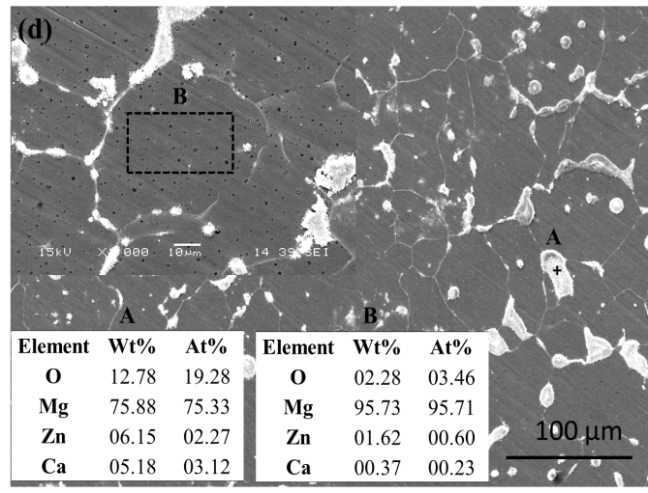 (d)
B
A
15kV
10μm
14 39 SEI
A
Element Wt% At%
O 12.78 19.28
Mg 75.88 75.33
Zn 06.15 02.27
Ca 05.18 03.12
B
Element Wt% At%
O 02.28 03.46
Mg 95.73 95.71
Zn 01.62 00.60
Ca 00.37 00.23
100 μm